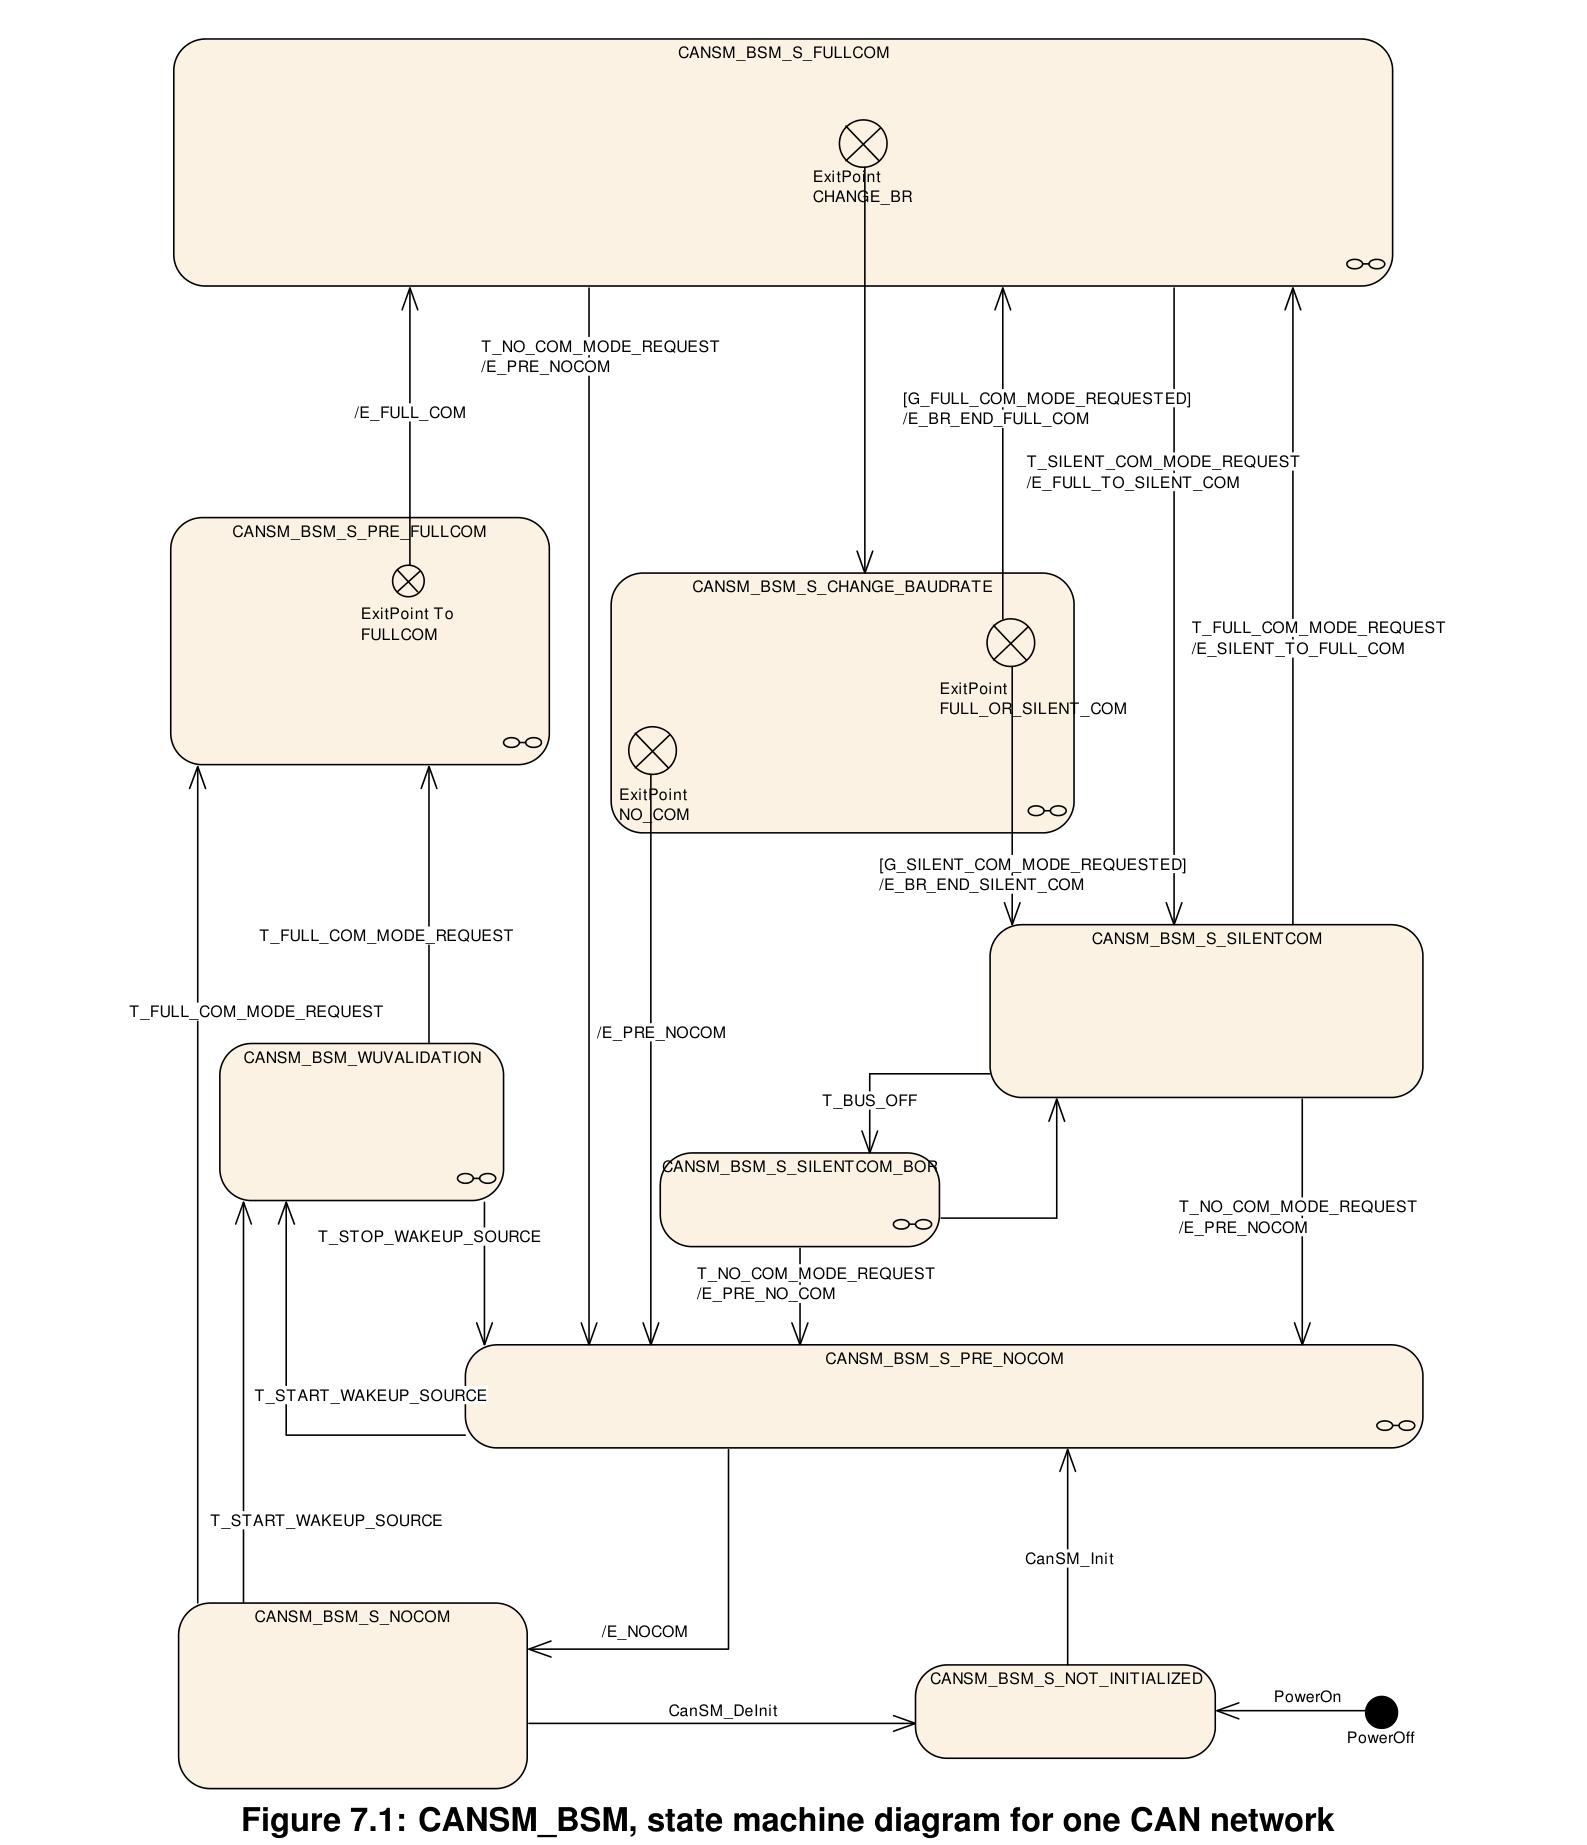 CANSM_BSM_S_FULLCOM
ExitPoint
CHANGE_BR
T_NO_COM_MODE_REQUEST
/E_PRE_NOCOM
/E_FULL_COM
[G_FULL_COM_MODE_REQUESTED]
/E_BR_END_FULL_COM
T_SILENT_COM_MODE_REQUEST
/E_FULL_TO_SILENT_COM
CANSM_BSM_S_PRE_FULLCOM
ExitPoint To
FULLCOM
CANSM_BSM_S_CHANGE_BAUDRATE
T_FULL_COM_MODE_REQUEST
/E_SILENT_TO_FULL_COM
ExitPoint
FULL_OR_SILENT_COM
ExitPoint
NO_COM
[G_SILENT_COM_MODE_REQUESTED]
/E_BR_END_SILENT_COM
T_FULL_COM_MODE_REQUEST
CANSM_BSM_S_SILENTCOM
T_FULL_COM_MODE_REQUEST
/E_PRE_NOCOM
CANSM_BSM_WUVALIDATION
T_BUS_OFF
CANSM_BSM_S_SILENTCOM_BOR
T_NO_COM_MODE_REQUEST
/E_PRE_NOCOM
T_STOP_WAKEUP_SOURCE
T_NO_COM_MODE_REQUEST
/E_PRE_NO_COM
CANSM_BSM_S_PRE_NOCOM
T_START_WAKEUP_SOURCE
T_START_WAKEUP_SOURCE
CanSM_Init
CANSM_BSM_S_NOCOM
/E_NOCOM
CANSM_BSM_S_NOT_INITIALIZED
CanSM_DeInit
PowerOn
PowerOff
Figure 7.1: CANSM_BSM, state machine diagram for one CAN network